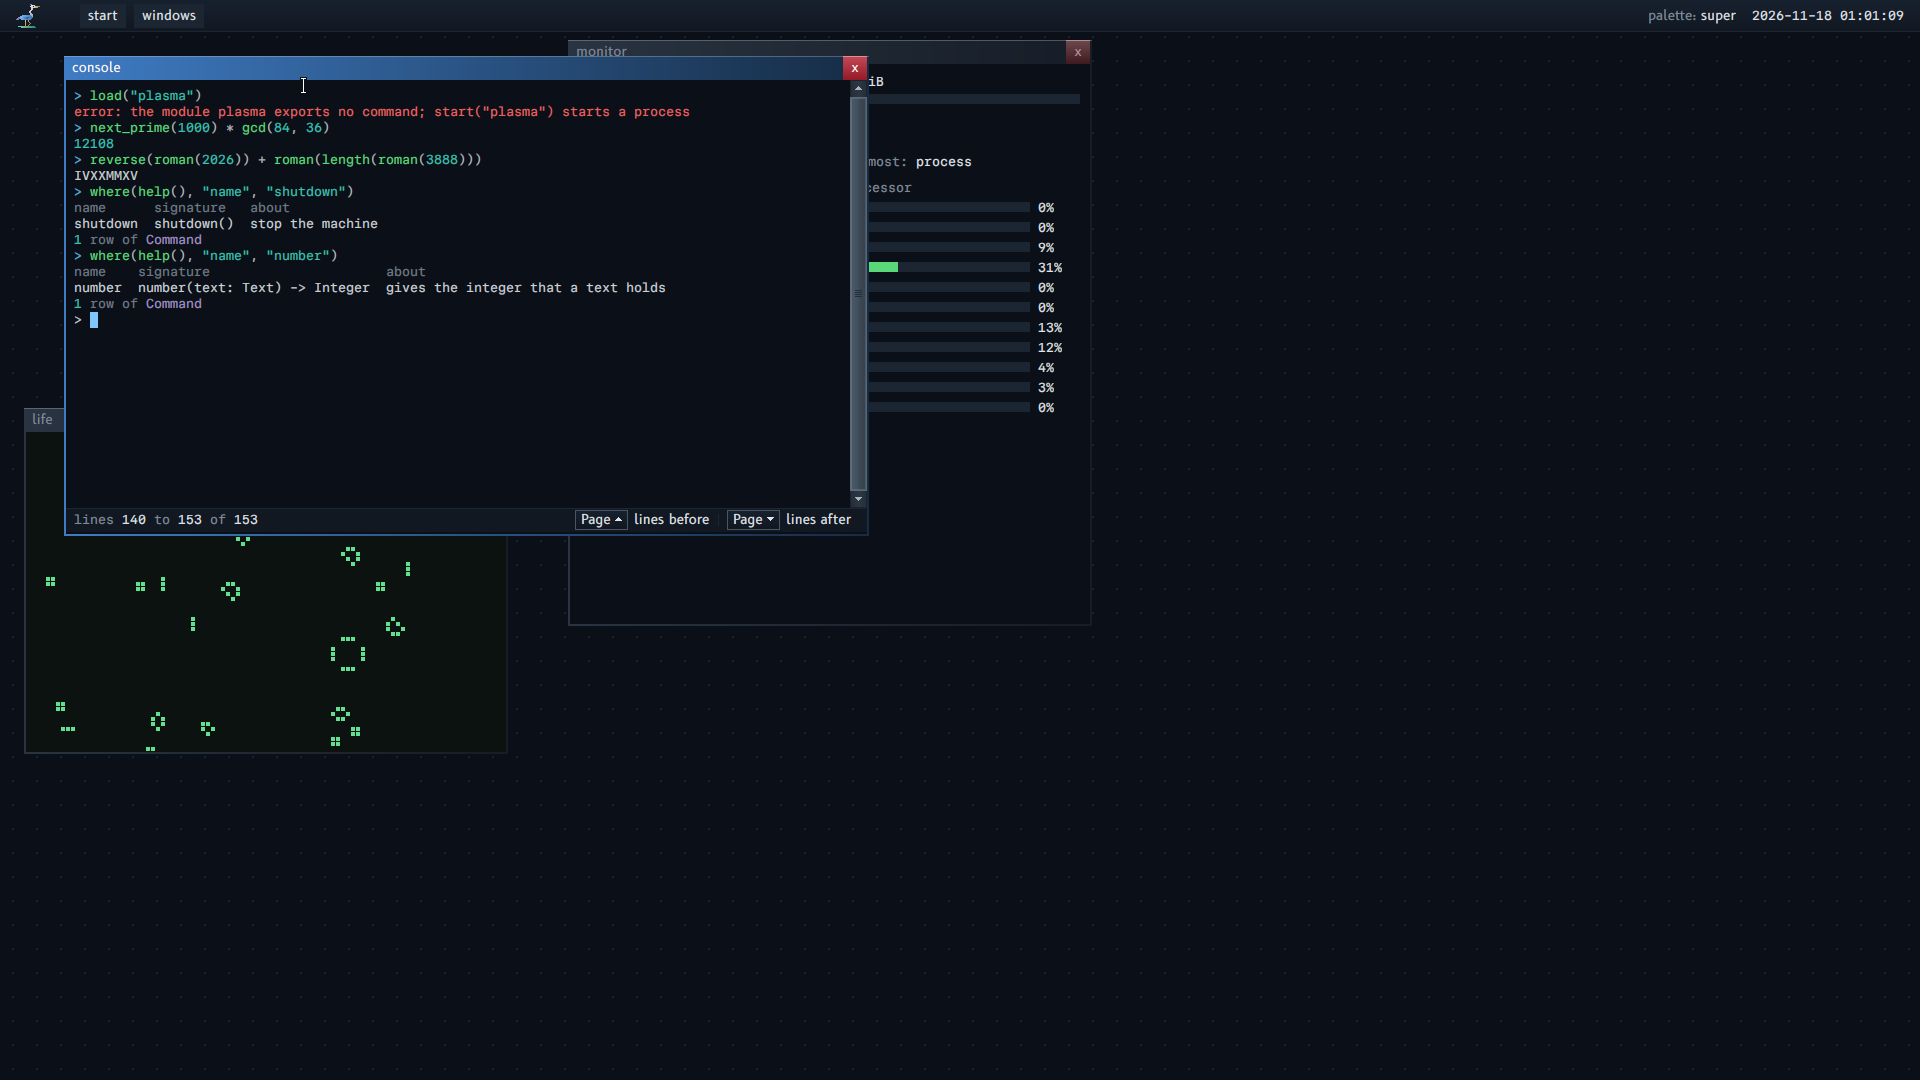 start windows palette: super 2026-11-18 01:01:09
monitor x
console x
iB
> load("plasma")
error: the module plasma exports no command; start("plasma") starts a process
> next_prime(1000) * gcd(84, 36)
12108
> reverse(roman(2026)) + roman(length(roman(3888)))
IVXXMMXV
> where(help(), "name", "shutdown")
name signature about
shutdown shutdown() stop the machine
1 row of Command
> where(help(), "name", "number")
name signature about
number number(text: Text) -> Integer gives the integer that a text holds
1 row of Command
>
lines 140 to 153 of 153 Page lines before Page lines after
most: process
cessor
0%
0%
9%
31%
0%
0%
13%
12%
4%
3%
0%
life